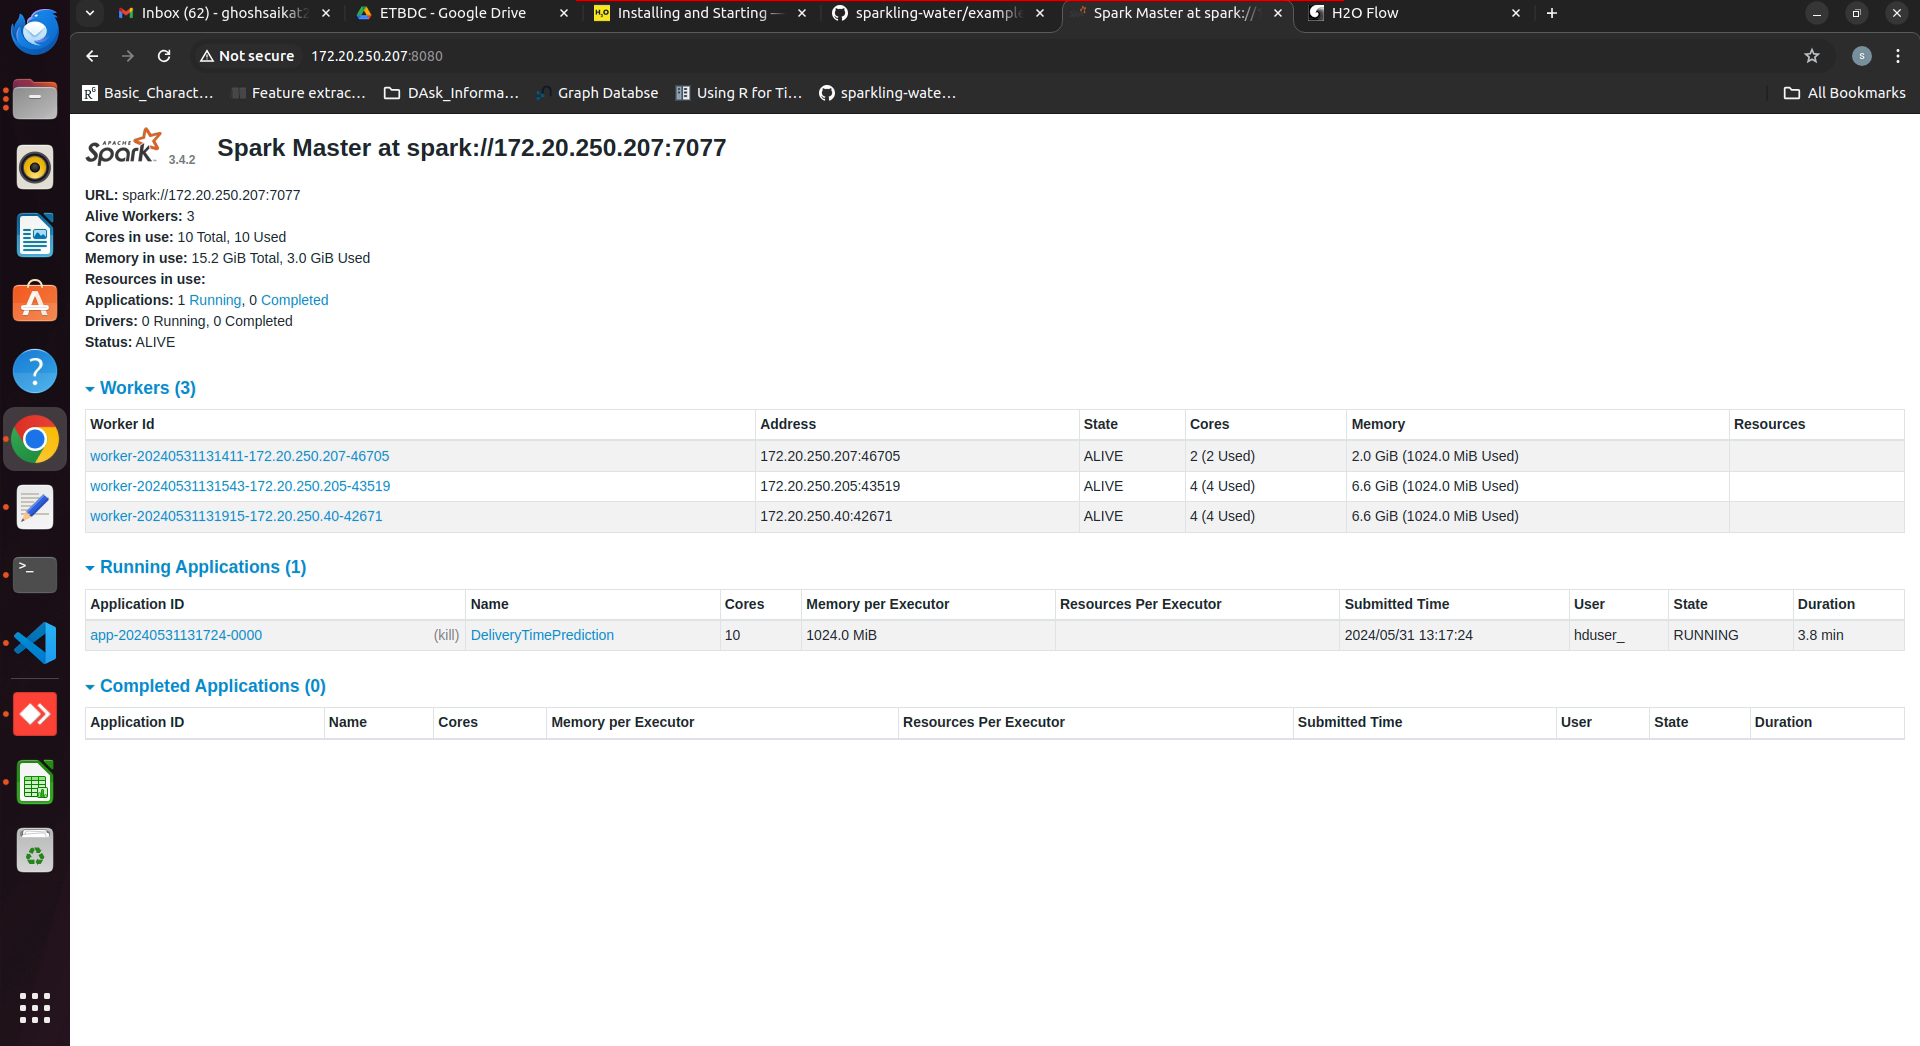 Inbox (62) - ghoshsaikat2
ETBDC - Google Drive
H₂O Installing and Starting —
sparkling-water/example
Spark Master at spark://
H2O Flow
Not secure 172.20.250.207:8080
S
Basic_Charact…
Feature extrac…
DAsk_Informa…
Graph Databse
Using R for Ti…
sparkling-wate…
All Bookmarks
APACHE Spark 3.4.2 Spark Master at spark://172.20.250.207:7077
URL: spark://172.20.250.207:7077
Alive Workers: 3
Cores in use: 10 Total, 10 Used
Memory in use: 15.2 GiB Total, 3.0 GiB Used
Resources in use:
Applications: 1 Running, 0 Completed
Drivers: 0 Running, 0 Completed
Status: ALIVE
Workers (3)
Worker Id Address State Cores Memory Resources
worker-20240531131411-172.20.250.207-46705 172.20.250.207:46705 ALIVE 2 (2 Used) 2.0 GiB (1024.0 MiB Used)
worker-20240531131543-172.20.250.205-43519 172.20.250.205:43519 ALIVE 4 (4 Used) 6.6 GiB (1024.0 MiB Used)
worker-20240531131915-172.20.250.40-42671 172.20.250.40:42671 ALIVE 4 (4 Used) 6.6 GiB (1024.0 MiB Used)
Running Applications (1)
Application ID Name Cores Memory per Executor Resources Per Executor Submitted Time User State Duration
app-20240531131724-0000 (kill) DeliveryTimePrediction 10 1024.0 MiB 2024/05/31 13:17:24 hduser_ RUNNING 3.8 min
Completed Applications (0)
Application ID Name Cores Memory per Executor Resources Per Executor Submitted Time User State Duration